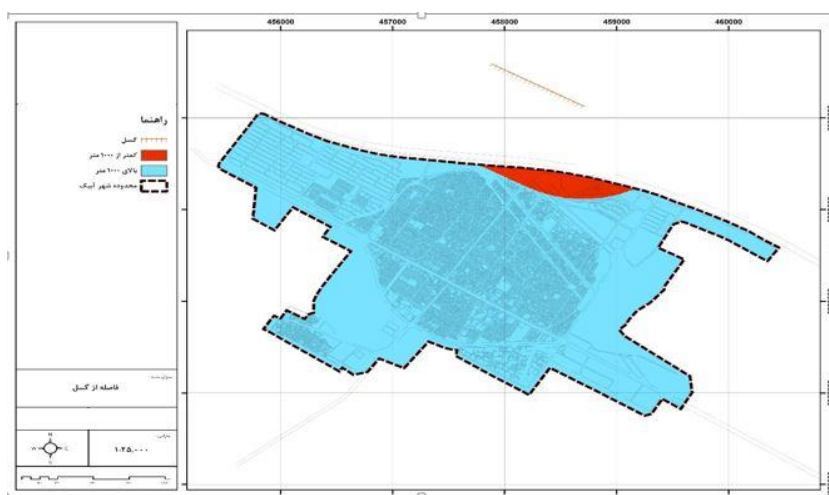 456000 457000 458000 459000 460000
راهنما
گسل
کمتر از ۱۰۰۰ متر
بالای ۱۰۰۰ متر
محدوده شهر آبیک
فاصله از گسل
۱:۲۵,۰۰۰
N
W E
S